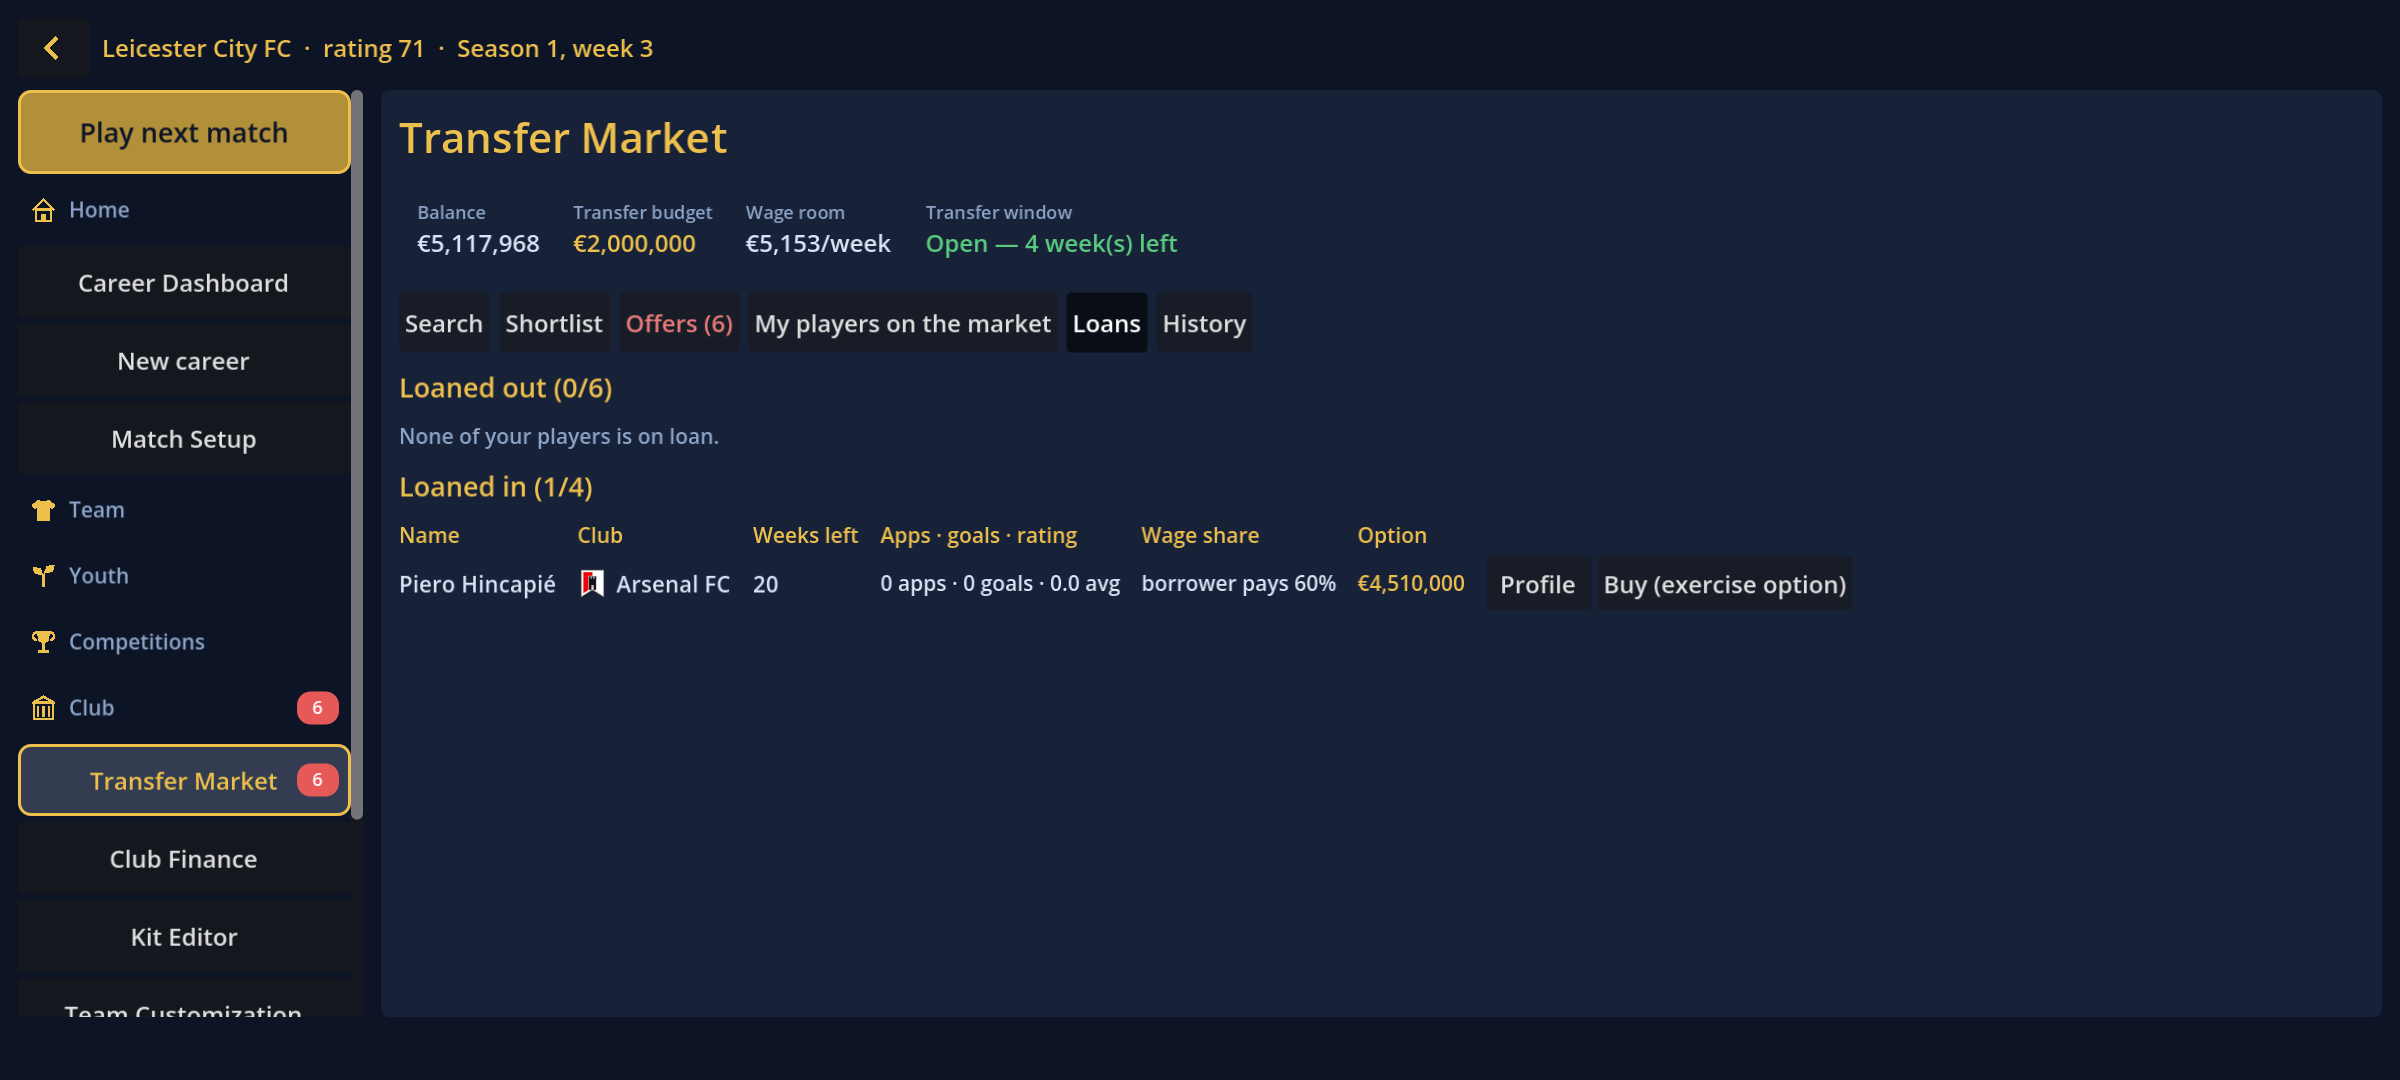 Leicester City FC · rating 71 · Season 1, week 3
Play next match
Home
Career Dashboard
New career
Match Setup
Team
Youth
Competitions
Club 6
Transfer Market 6
Club Finance
Kit Editor
Team Customization
Transfer Market
Balance Transfer budget Wage room Transfer window
€5,117,968 €2,000,000 €5,153/week Open — 4 week(s) left
Search Shortlist Offers (6) My players on the market Loans History
Loaned out (0/6)
None of your players is on loan.
Loaned in (1/4)
Name Club Weeks left Apps · goals · rating Wage share Option
Piero Hincapié Arsenal FC 20 0 apps · 0 goals · 0.0 avg borrower pays 60% €4,510,000 Profile Buy (exercise option)